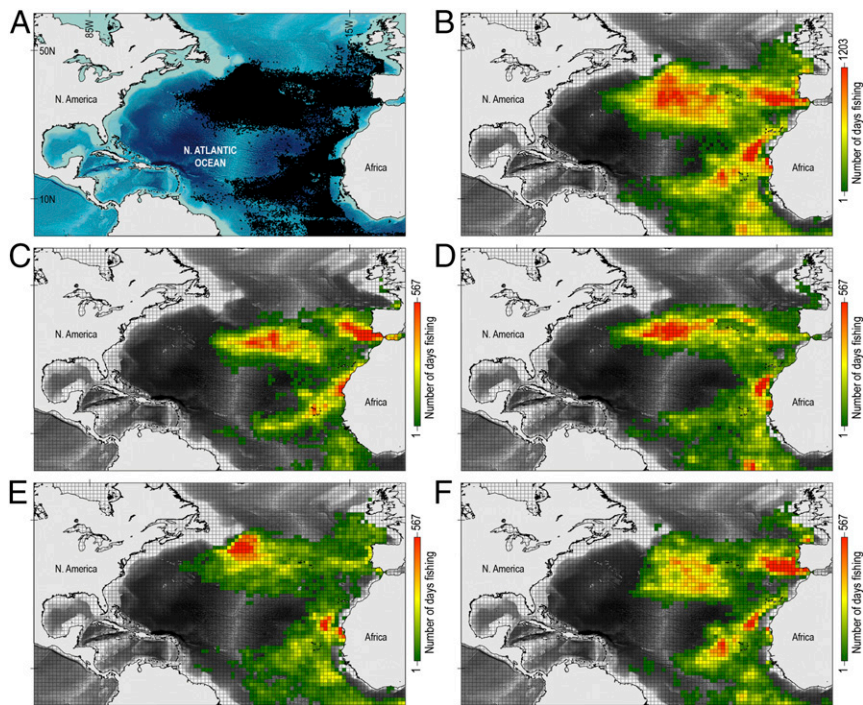 A
85W
15W
50N
N. America
N. ATLANTIC
OCEAN
Africa
10N
B
N. America
Africa
1203
Number of days fishing
1
C
N. America
Africa
567
Number of days fishing
1
D
N. America
Africa
567
Number of days fishing
1
E
N. America
Africa
567
Number of days fishing
1
F
N. America
Africa
567
Number of days fishing
1